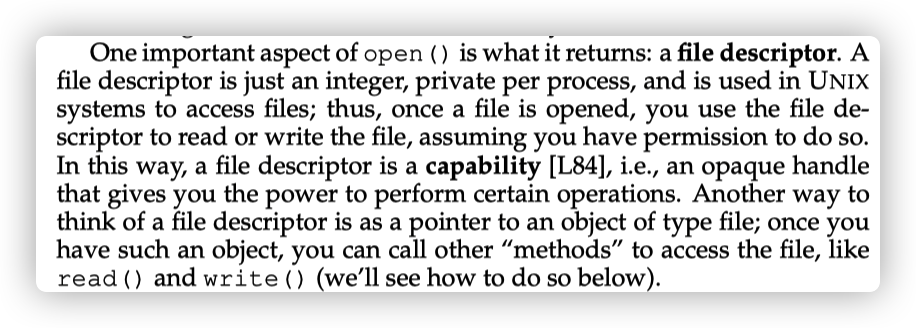 One important aspect of open() is what it returns: a file descriptor. A
file descriptor is just an integer, private per process, and is used in UNIX
systems to access files; thus, once a file is opened, you use the file de-
scriptor to read or write the file, assuming you have permission to do so.
In this way, a file descriptor is a capability [L84], i.e., an opaque handle
that gives you the power to perform certain operations. Another way to
think of a file descriptor is as a pointer to an object of type file; once you
have such an object, you can call other “methods” to access the file, like
read() and write() (we’ll see how to do so below).